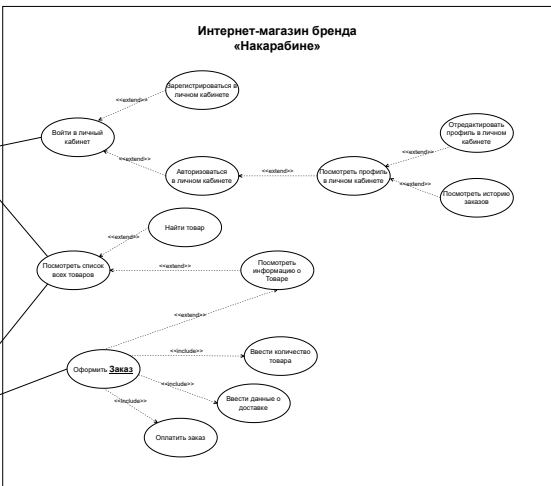 Интернет-магазин бренда
«Накарабине»
Зарегистрироваться в
личном кабинете
<<extend>>
Войти в личный
кабинет
<<extend>>
Авторизоваться
в личном кабинете
<<extend>>
Посмотреть профиль
в личном кабинете
<<extend>>
Отредактировать
профиль в личном
кабинете
<<extend>>
Посмотреть историю
заказов
Найти товар
<<extend>>
Посмотреть список
всех товаров
<<extend>>
Посмотреть
информацию о
Товаре
<<extend>>
Оформить Заказ
<<include>>
Ввести количество
товара
<<include>>
Ввести данные о
доставке
<<include>>
Оплатить заказ